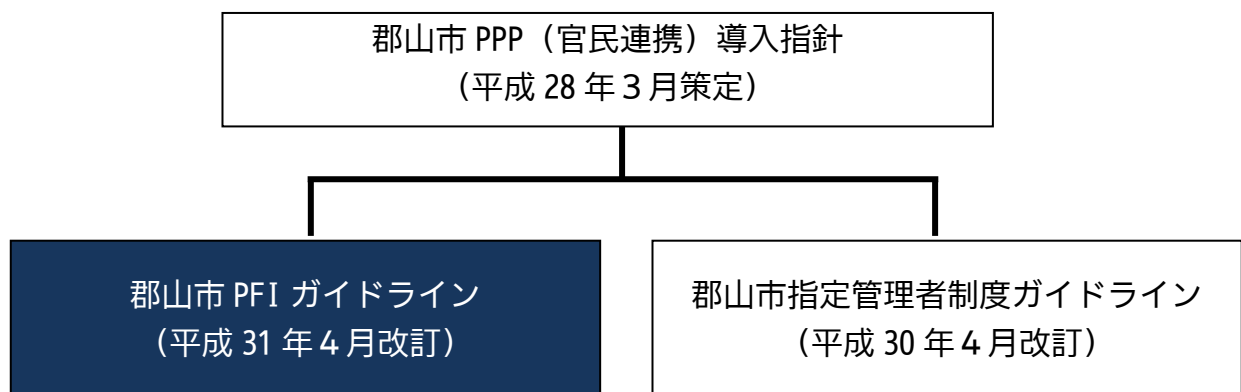 郡山市 PPP（官民連携）導入指針
（平成 28 年３月策定）
郡山市 PFI ガイドライン
（平成 31 年４月改訂）
郡山市指定管理者制度ガイドライン
（平成 30 年４月改訂）